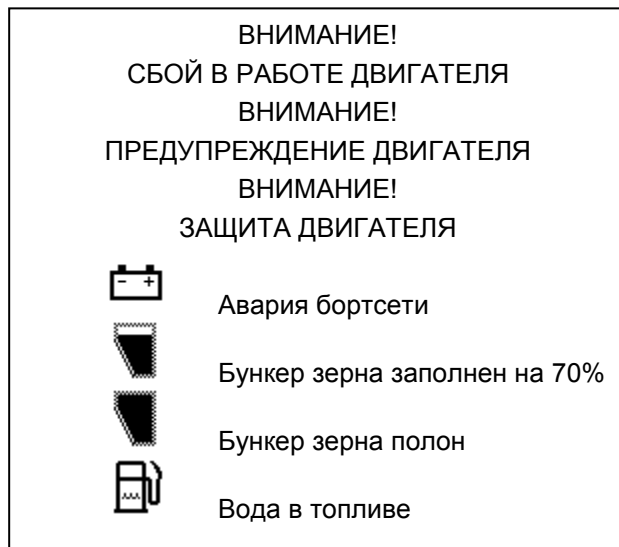 ВНИМАНИЕ!
СБОЙ В РАБОТЕ ДВИГАТЕЛЯ
ВНИМАНИЕ!
ПРЕДУПРЕЖДЕНИЕ ДВИГАТЕЛЯ
ВНИМАНИЕ!
ЗАЩИТА ДВИГАТЕЛЯ
Авария бортсети
Бункер зерна заполнен на 70%
Бункер зерна полон
Вода в топливе